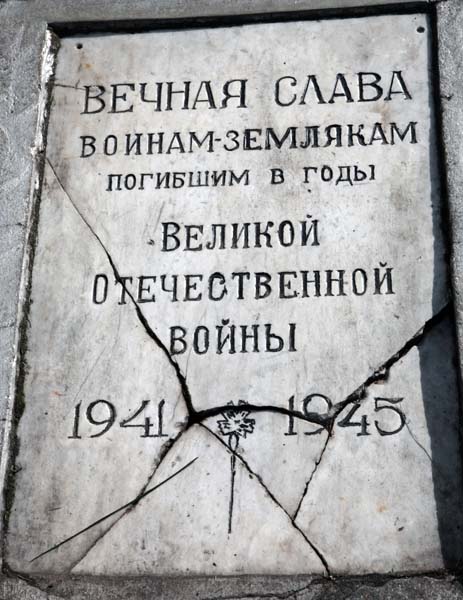 ВЕЧНАЯ СЛАВА
ВОИНАМ-ЗЕМЛЯКАМ
ПОГИБШИМ В ГОДЫ
ВЕЛИКОЙ
ОТЕЧЕСТВЕННОЙ
ВОЙНЫ
1941 1945